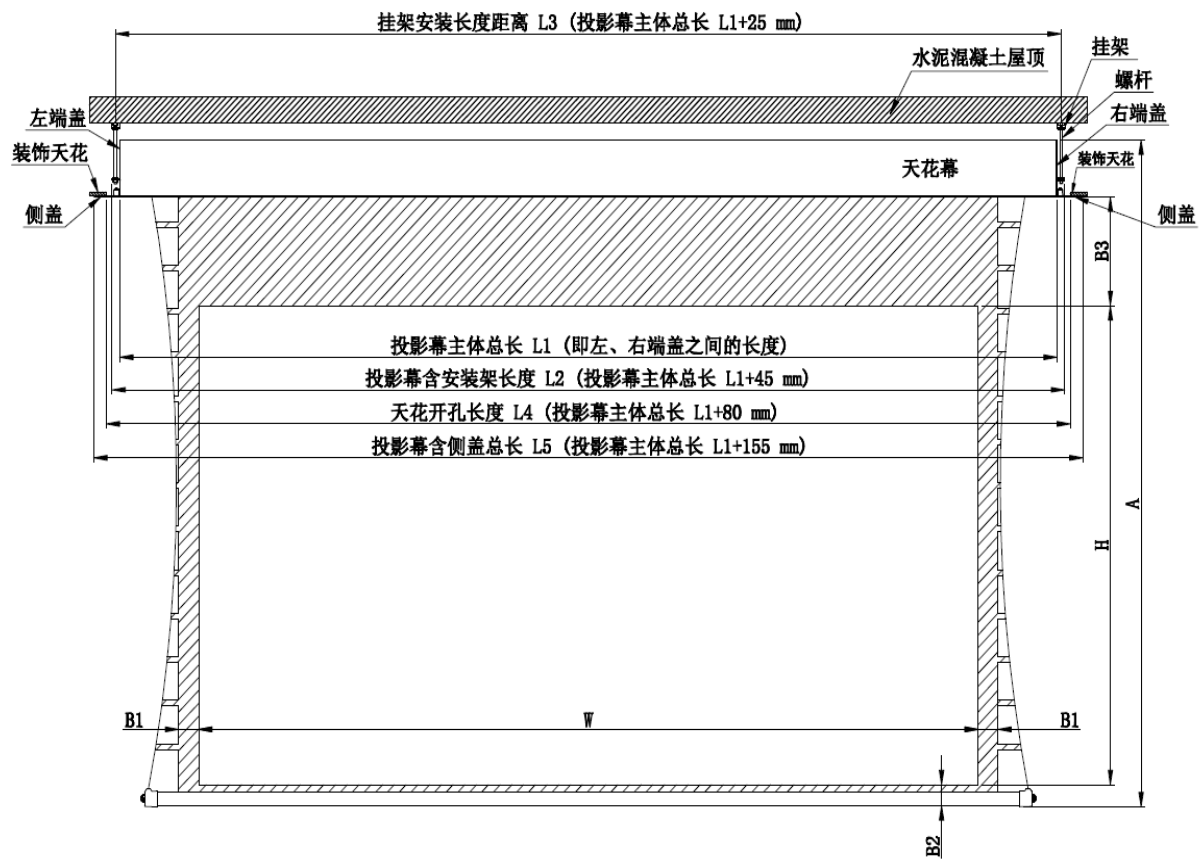 挂架安装长度距离 L3 (投影幕主体总长 L1+25 mm)
挂架
水泥混凝土屋顶
螺杆
左端盖
右端盖
装饰天花
天花幕
装饰天花
侧盖
侧盖
B3
投影幕主体总长 L1 (即左、右端盖之间的长度)
投影幕含安装架长度 L2 (投影幕主体总长 L1+45 mm)
天花开孔长度 L4 (投影幕主体总长 L1+80 mm)
投影幕含侧盖总长 L5 (投影幕主体总长 L1+155 mm)
A
H
B1
W
B1
B2